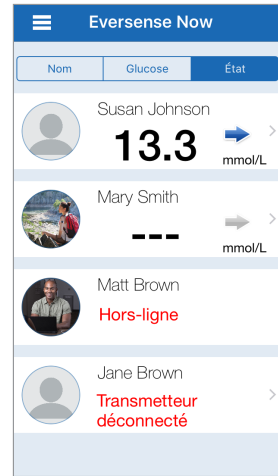 Eversense Now
Nom Glucose État
Susan Johnson
13.3
mmol/L
Mary Smith
---
mmol/L
Matt Brown
Hors-ligne
Jane Brown
Transmetteur
déconnecté